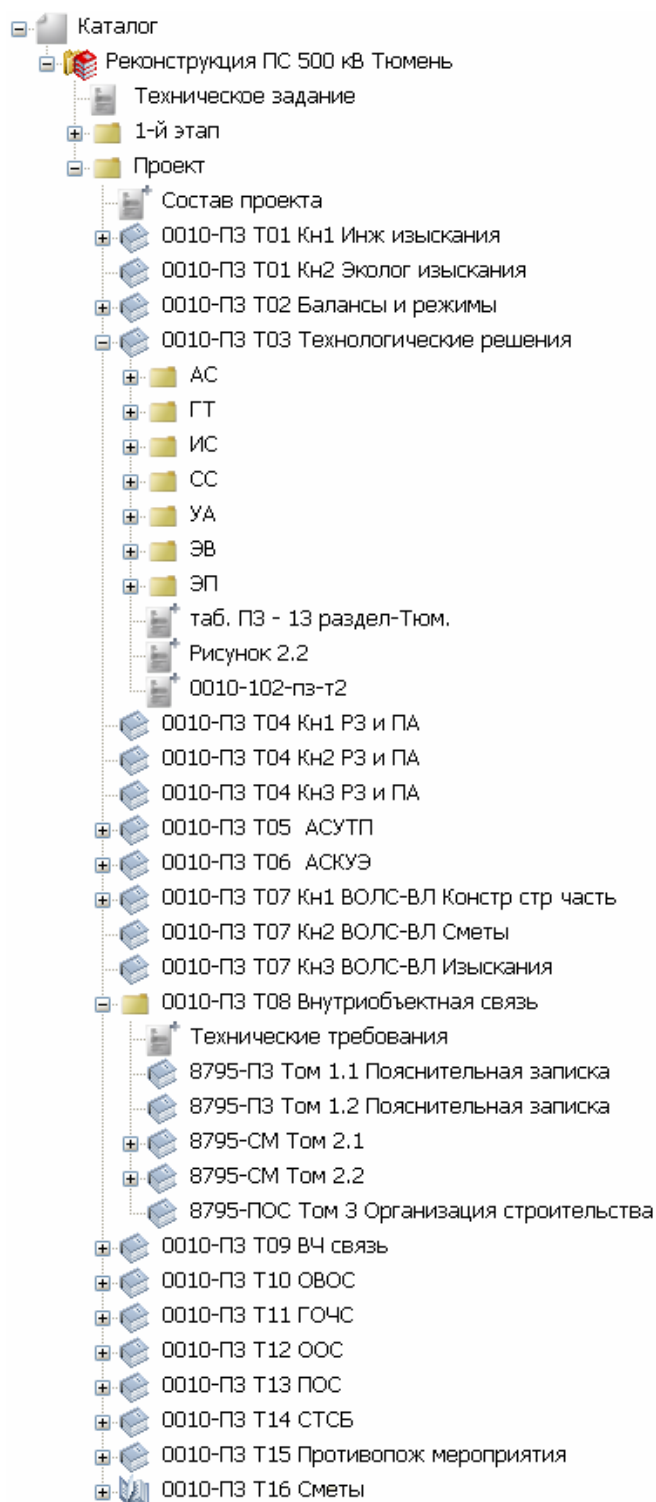 Каталог
Реконструкция ПС 500 кВ Тюмень
Техническое задание
1-й этап
Проект
Состав проекта
0010-ПЗ Т01 Кн1 Инж изыскания
0010-ПЗ Т01 Кн2 Эколог изыскания
0010-ПЗ Т02 Балансы и режимы
0010-ПЗ Т03 Технологические решения
АС
ГТ
ИС
СС
УА
ЭВ
ЭП
таб. ПЗ - 13 раздел-Тюм.
Рисунок 2.2
0010-102-пз-т2
0010-ПЗ Т04 Кн1 РЗ и ПА
0010-ПЗ Т04 Кн2 РЗ и ПА
0010-ПЗ Т04 Кн3 РЗ и ПА
0010-ПЗ Т05 АСУТП
0010-ПЗ Т06 АСКУЭ
0010-ПЗ Т07 Кн1 ВОЛС-ВЛ Констр стр часть
0010-ПЗ Т07 Кн2 ВОЛС-ВЛ Сметы
0010-ПЗ Т07 Кн3 ВОЛС-ВЛ Изыскания
0010-ПЗ Т08 Внутриобъектная связь
Технические требования
8795-ПЗ Том 1.1 Пояснительная записка
8795-ПЗ Том 1.2 Пояснительная записка
8795-СМ Том 2.1
8795-СМ Том 2.2
8795-ПОС Том 3 Организация строительства
0010-ПЗ Т09 ВЧ связь
0010-ПЗ Т10 ОВОС
0010-ПЗ Т11 ГОЧС
0010-ПЗ Т12 ООС
0010-ПЗ Т13 ПОС
0010-ПЗ Т14 СТСБ
0010-ПЗ Т15 Противопож мероприятия
0010-ПЗ Т16 Сметы